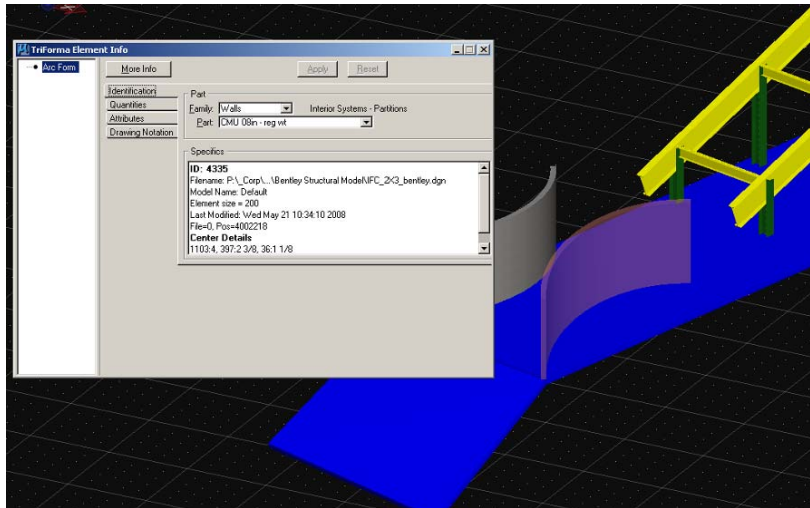 TriForma Element Info
Arc Form
More Info
Apply
Reset
Identification
Quantities
Attributes
Drawing Notation
Part
Family: Walls Interior Systems - Partitions
Part: CMU 08in - reg wt
Specifics
ID: 4335
Filename: P:\_Corp\...\Bentley Structural Model\IFC_2X3_bentley.dgn
Model Name: Default
Element size = 200
Last Modified: Wed May 21 10:34:10 2008
File=0, Pos=4002218
Center Details
1103:4, 397:2 3/8, 36:1 1/8